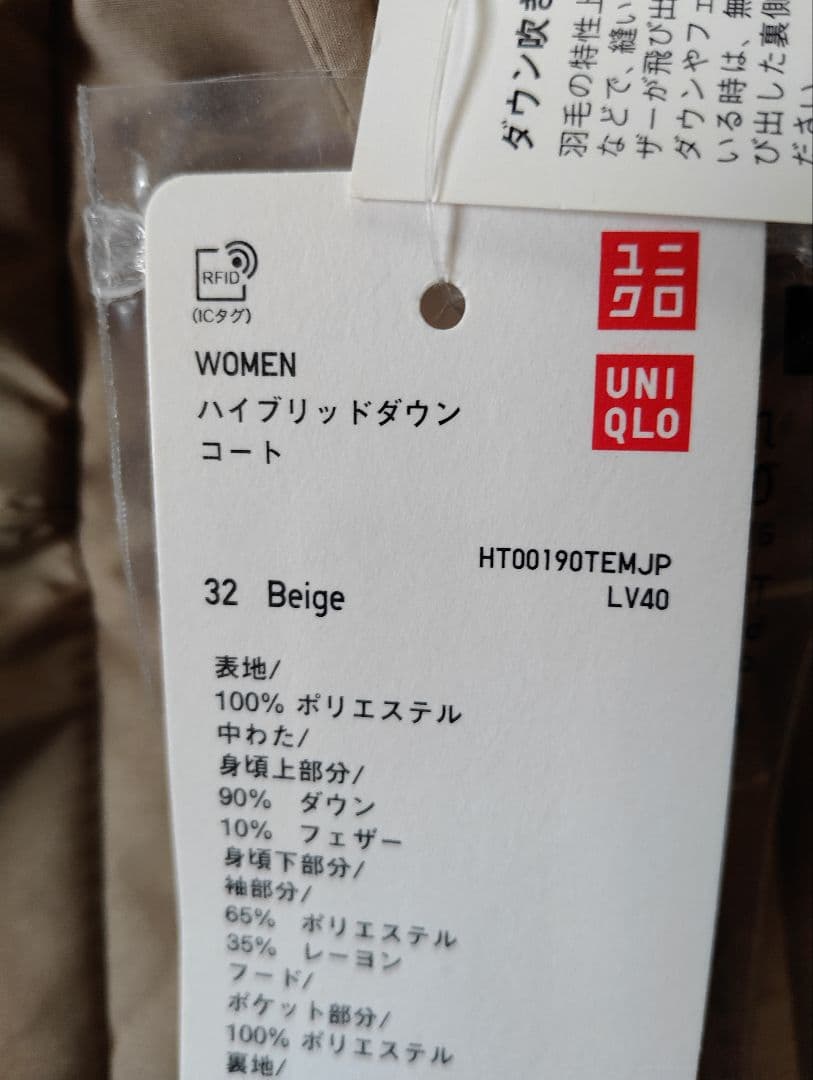 ダウン吹き
羽毛の特性上
などで、縫い
ザーが飛び出
ダウンやフェ
いる時は、無
び出した裏側
ださい
RFID
(ICタグ)
ユニ
クロ
UNI
QLO
WOMEN
ハイブリッドダウン
コート
HT00190TEMJP
32 Beige
LV40
表地/
100% ポリエステル
中わた/
身頃上部分/
90% ダウン
10% フェザー
身頃下部分/
袖部分/
65% ポリエステル
35% レーヨン
フード/
ポケット部分/
100% ポリエステル
裏地/